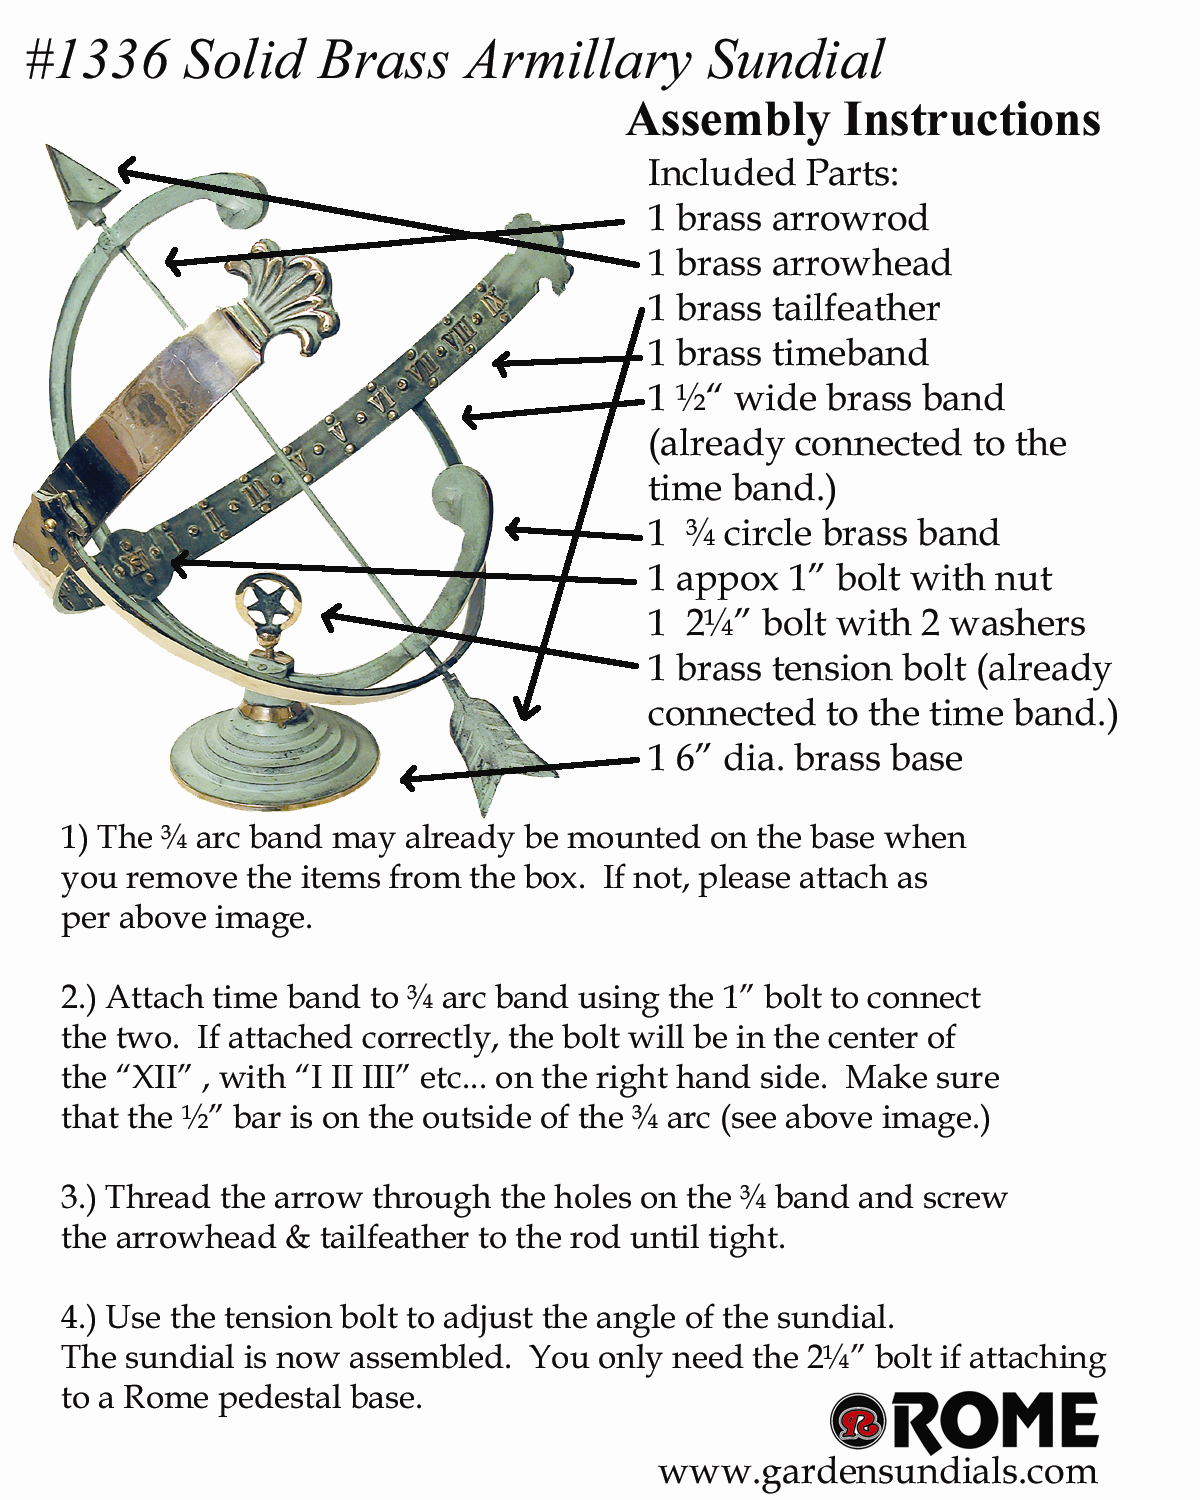 #1336 Solid Brass Armillary Sundial
Assembly Instructions
Included Parts:
1 brass arrowrod
1 brass arrowhead
1 brass tailfeather
1 brass timeband
1 ½“ wide brass band
(already connected to the
time band.)
1 ¾ circle brass band
1 appox 1” bolt with nut
1 2¼” bolt with 2 washers
1 brass tension bolt (already
connected to the time band.)
1 6” dia. brass base
1) The ¾ arc band may already be mounted on the base when
you remove the items from the box. If not, please attach as
per above image.
2.) Attach time band to ¾ arc band using the 1” bolt to connect
the two. If attached correctly, the bolt will be in the center of
the “XII” , with “I II III” etc... on the right hand side. Make sure
that the ½” bar is on the outside of the ¾ arc (see above image.)
3.) Thread the arrow through the holes on the ¾ band and screw
the arrowhead & tailfeather to the rod until tight.
4.) Use the tension bolt to adjust the angle of the sundial.
The sundial is now assembled. You only need the 2¼” bolt if attaching
to a Rome pedestal base.
R ROME
www.gardensundials.com